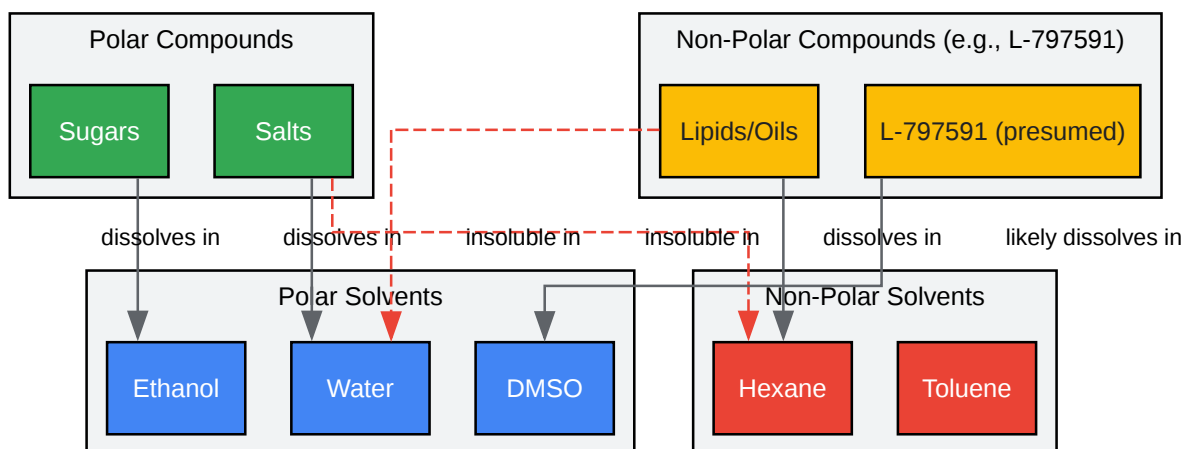 Polar Compounds
Non-Polar Compounds (e.g., L-797591)
Sugars
Salts
Lipids/Oils
L-797591 (presumed)
dissolves in
dissolves in
insoluble in
insoluble in
dissolves in
likely dissolves in
Polar Solvents
Non-Polar Solvents
Ethanol
Water
DMSO
Hexane
Toluene